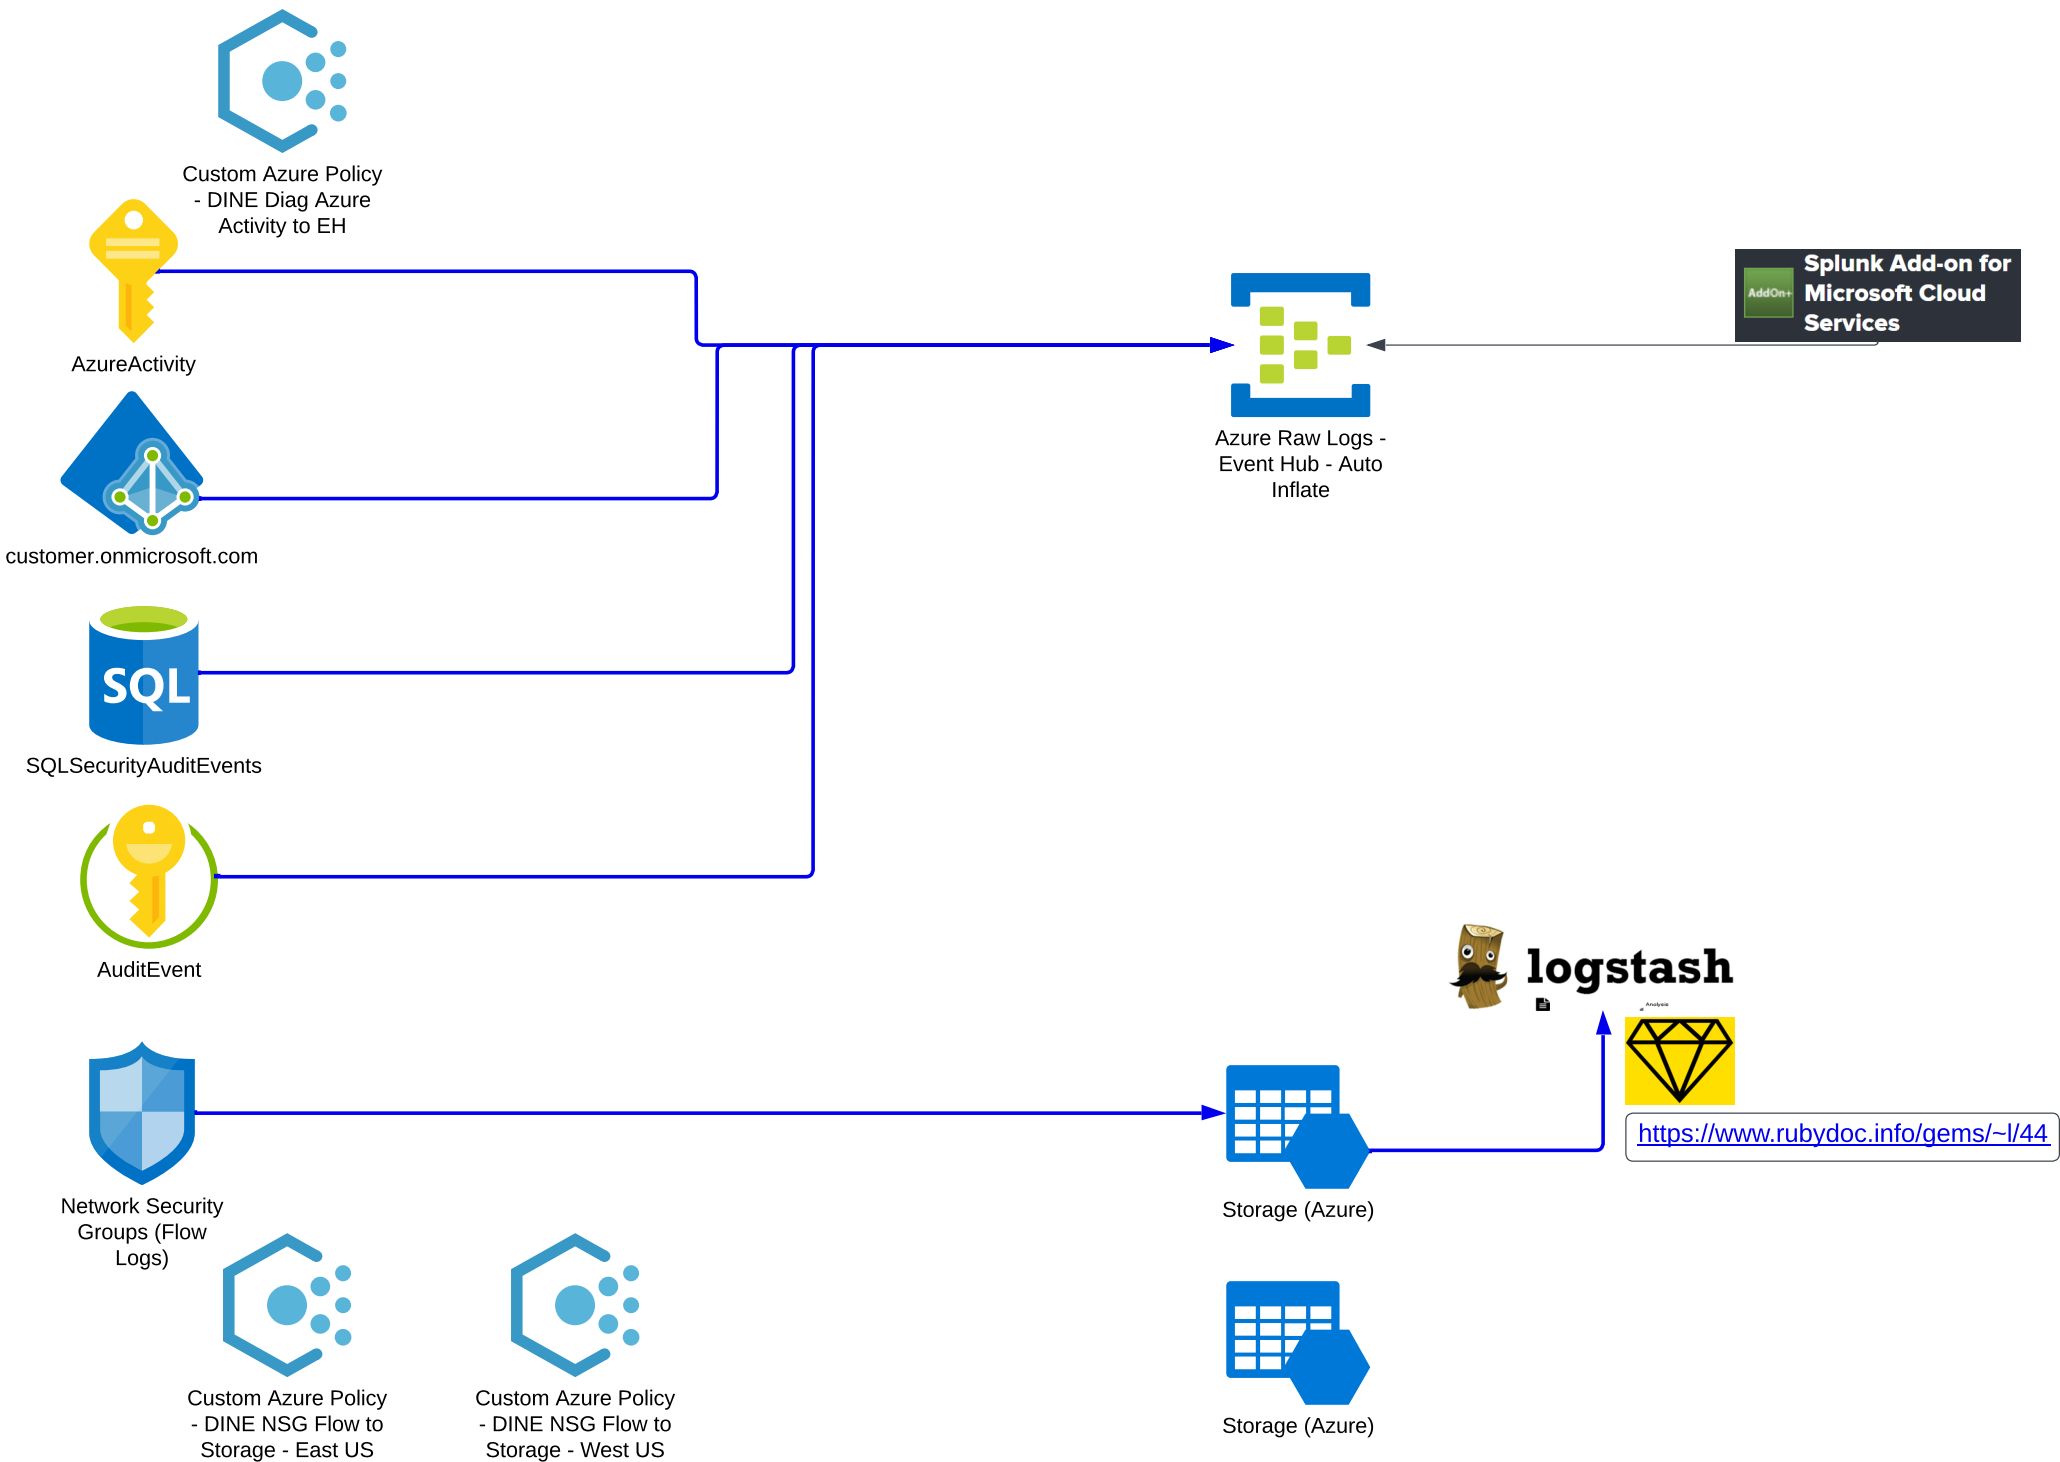 Custom Azure Policy
- DINE Diag Azure
Activity to EH
AzureActivity
customer.onmicrosoft.com
SQL
SQLSecurityAuditEvents
AuditEvent
Network Security
Groups (Flow
Logs)
Custom Azure Policy
- DINE NSG Flow to
Storage - East US
Custom Azure Policy
- DINE NSG Flow to
Storage - West US
Azure Raw Logs -
Event Hub - Auto
Inflate
AddOn+
Splunk Add-on for
Microsoft Cloud
Services
logstash
Analysis
https://www.rubydoc.info/gems/~l/44
Storage (Azure)
Storage (Azure)